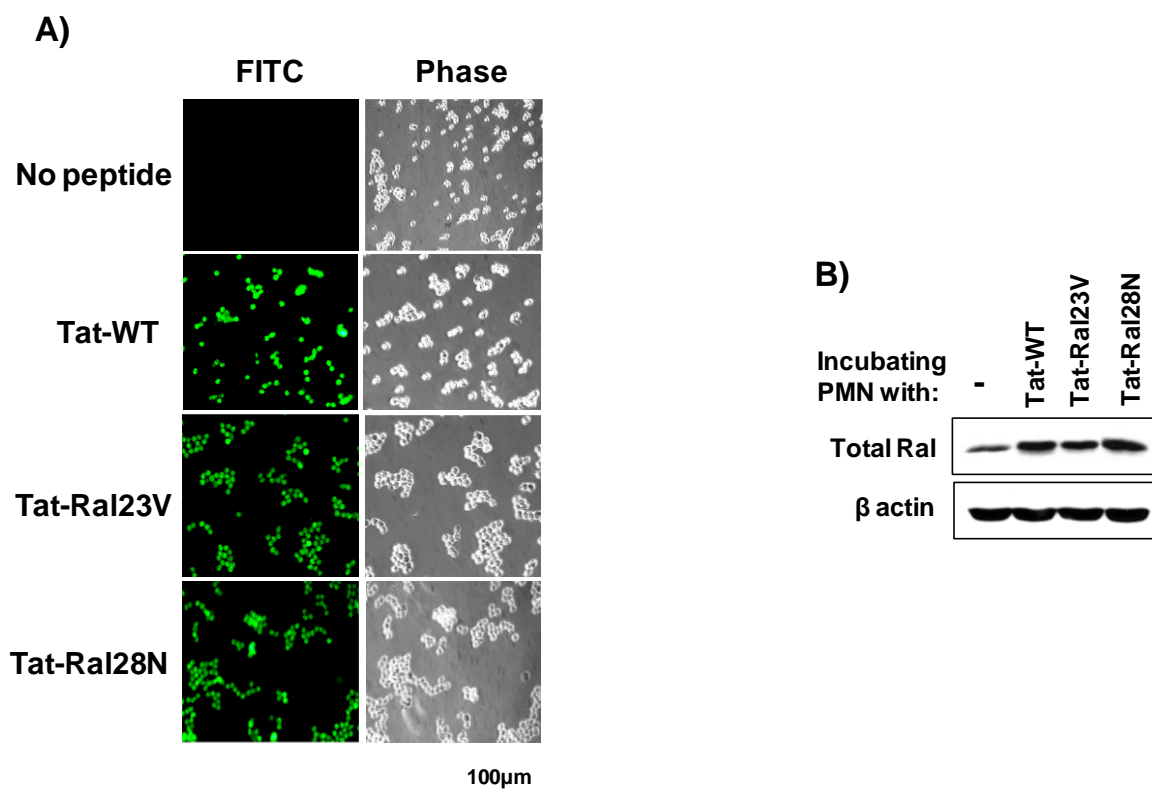 A)
FITC Phase
No peptide
Tat-WT
Tat-Ral23V
Tat-Ral28N
100µm
B)
Incubating
PMN with:
-
Tat-WT
Tat-Ral23V
Tat-Ral28N
Total Ral
β actin